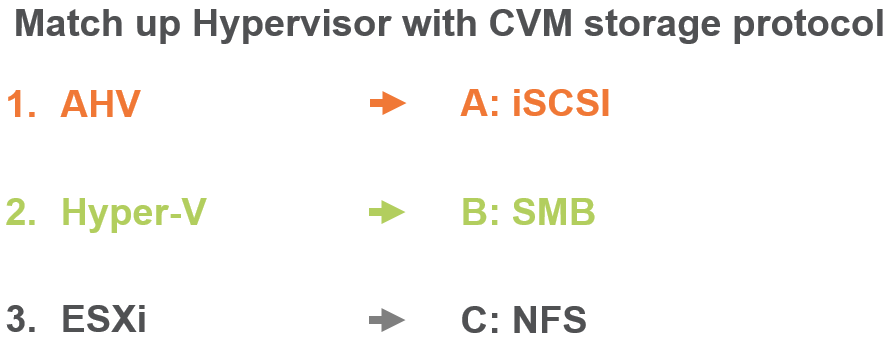 Match up Hypervisor with CVM storage protocol
1. AHV A: iSCSI
2. Hyper-V B: SMB
3. ESXi C: NFS